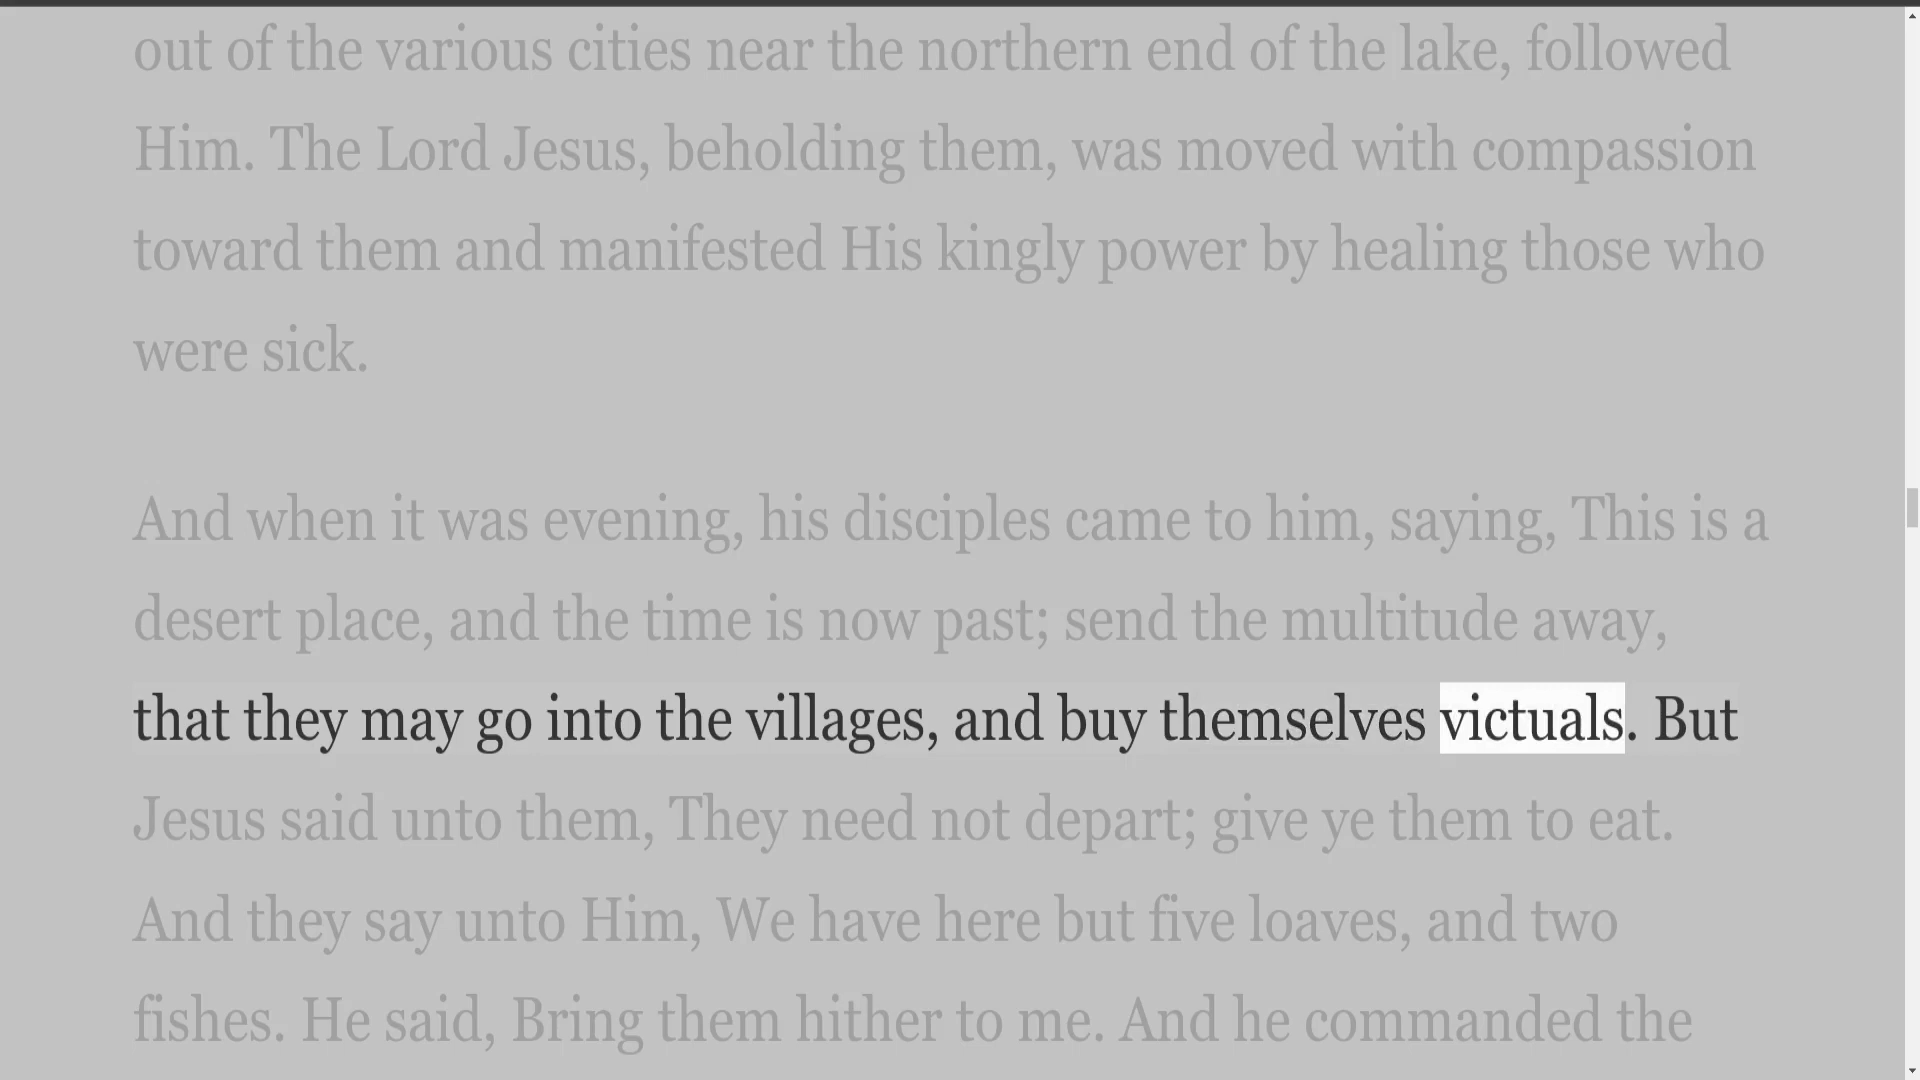 out of the various cities near the northern end of the lake, followed
Him. The Lord Jesus, beholding them, was moved with compassion
toward them and manifested His kingly power by healing those who
were sick.
And when it was evening, his disciples came to him, saying, This is a
desert place, and the time is now past; send the multitude away,
that they may go into the villages, and buy themselves victuals. But
Jesus said unto them, They need not depart; give ye them to eat.
And they say unto Him, We have here but five loaves, and two
fishes. He said, Bring them hither to me. And he commanded the